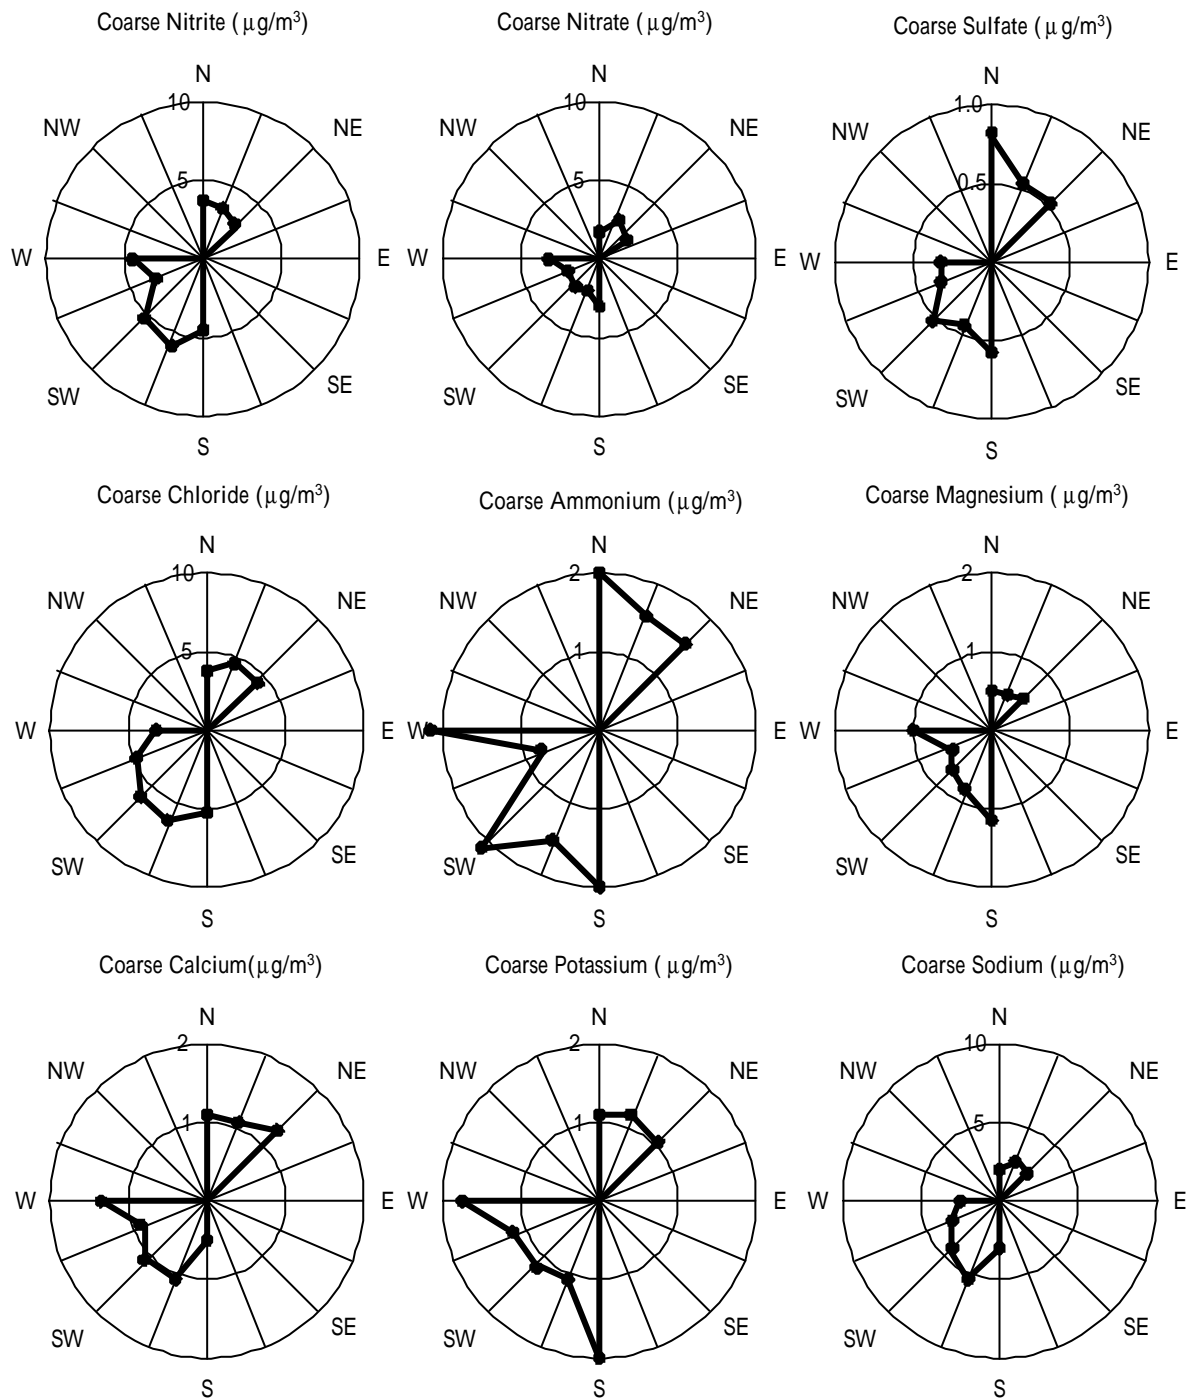 Coarse Nitrite (μg/m³)
N
10
NW
NE
5
W
E
SW
SE
S
Coarse Nitrate (μg/m³)
N
10
NW
NE
5
W
E
SW
SE
S
Coarse Sulfate (μg/m³)
N
1.0
NW
NE
0.5
W
E
SW
SE
S
Coarse Chloride (μg/m³)
N
10
NW
NE
5
W
E
SW
SE
S
Coarse Ammonium (μg/m³)
N
2
NW
NE
1
W
E
SW
SE
S
Coarse Magnesium (μg/m³)
N
2
NW
NE
1
W
E
SW
SE
S
Coarse Calcium(μg/m³)
N
2
NW
NE
1
W
E
SW
SE
S
Coarse Potassium (μg/m³)
N
2
NW
NE
1
W
E
SW
SE
S
Coarse Sodium (μg/m³)
N
10
NW
NE
5
W
E
SW
SE
S